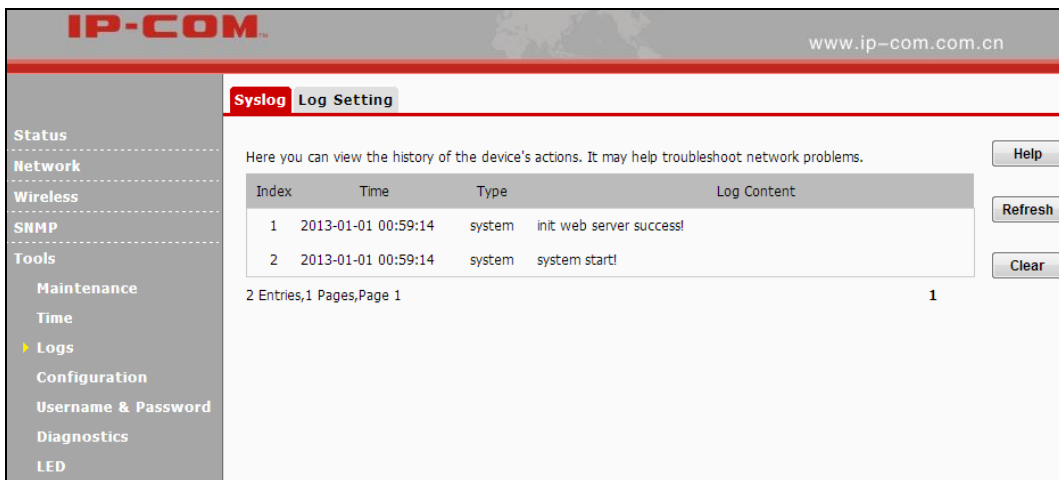 IP-COM™
www.ip-com.com.cn
Syslog Log Setting
Status
Network
Wireless
SNMP
Tools
Maintenance
Time
Logs
Configuration
Username & Password
Diagnostics
LED
Here you can view the history of the device's actions. It may help troubleshoot network problems.
Index Time Type Log Content
1 2013-01-01 00:59:14 system init web server success!
2 2013-01-01 00:59:14 system system start!
2 Entries,1 Pages,Page 1 1
Help
Refresh
Clear